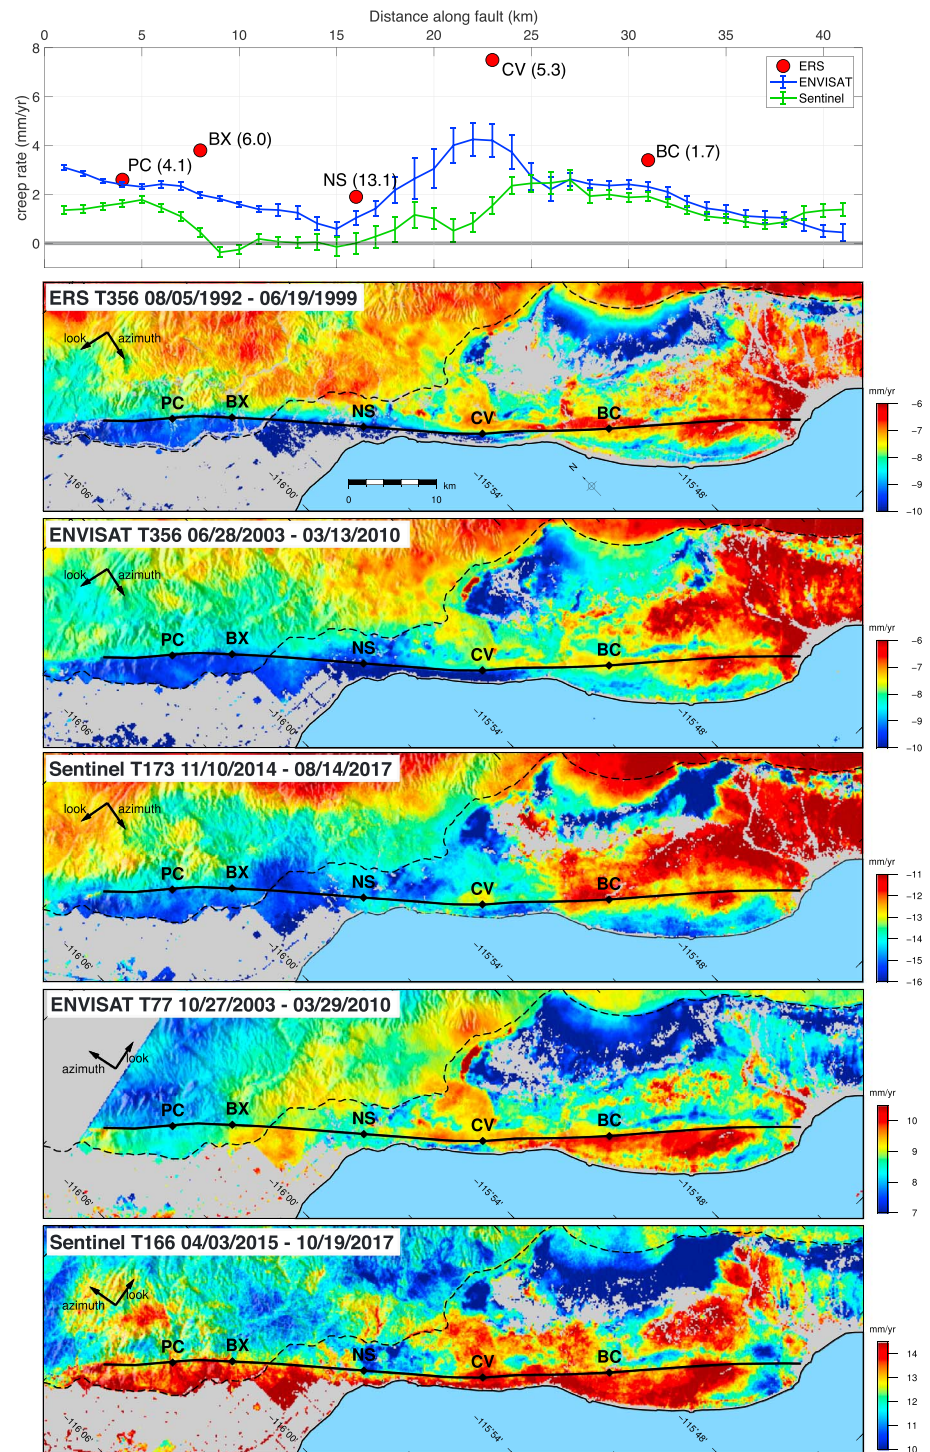 Distance along fault (km)
0 5 10 15 20 25 30 35 40
8
6
4
2
0
creep rate (mm/yr)
ERS
ENVISAT
Sentinel
CV (5.3)
BX (6.0)
PC (4.1)
NS (13.1)
BC (1.7)
ERS T356 08/05/1992 - 06/19/1999
look azimuth
PC BX NS CV BC
N
0 10 km
-116°06' -116°00' -115°54' -115°48'
mm/yr
-6
-7
-8
-9
-10
ENVISAT T356 06/28/2003 - 03/13/2010
look azimuth
PC BX NS CV BC
-116°06' -116°00' -115°54' -115°48'
mm/yr
-6
-7
-8
-9
-10
Sentinel T173 11/10/2014 - 08/14/2017
look azimuth
PC BX NS CV BC
-116°06' -116°00' -115°54' -115°48'
mm/yr
-11
-12
-13
-14
-15
-16
ENVISAT T77 10/27/2003 - 03/29/2010
azimuth look
PC BX NS CV BC
-116°06' -116°00' -115°54' -115°48'
mm/yr
10
9
8
7
Sentinel T166 04/03/2015 - 10/19/2017
azimuth look
PC BX NS CV BC
-116°06' -116°00' -115°54' -115°48'
mm/yr
14
13
12
11
10